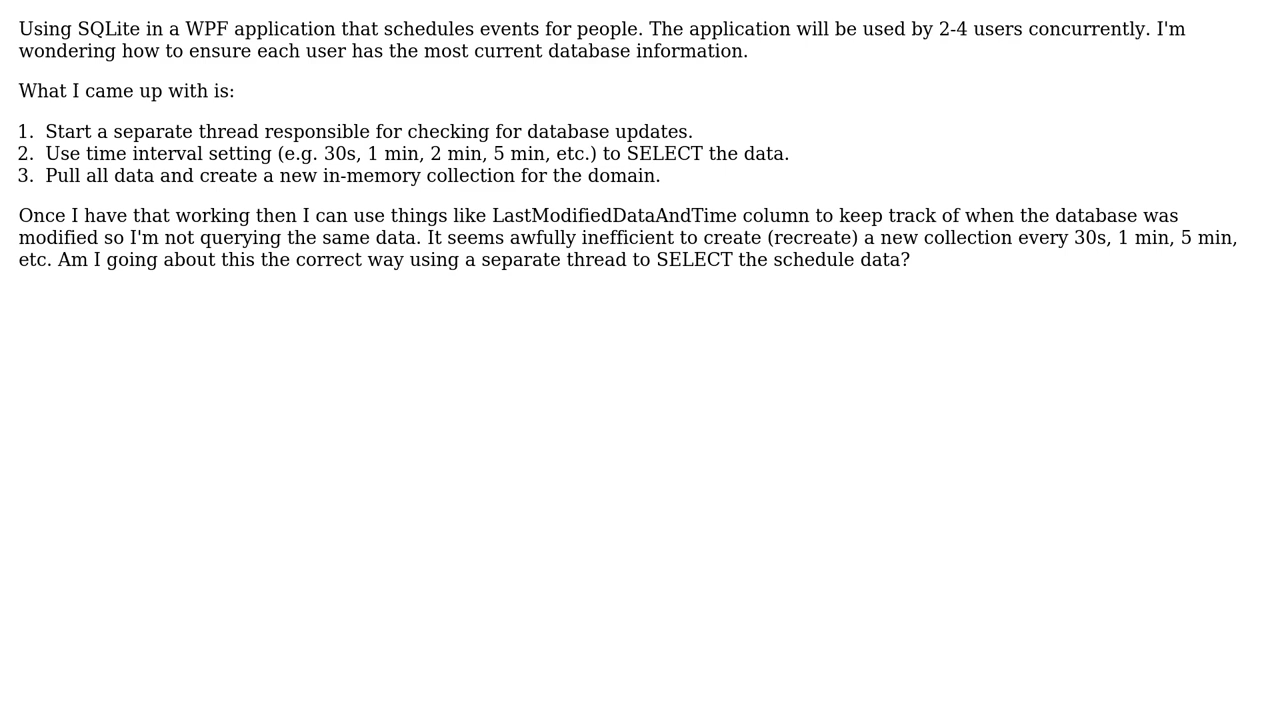 Using SQLite in a WPF application that schedules events for people. The application will be used by 2-4 users concurrently. I'm
wondering how to ensure each user has the most current database information.
What I came up with is:
1. Start a separate thread responsible for checking for database updates.
2. Use time interval setting (e.g. 30s, 1 min, 2 min, 5 min, etc.) to SELECT the data.
3. Pull all data and create a new in-memory collection for the domain.
Once I have that working then I can use things like LastModifiedDataAndTime column to keep track of when the database was
modified so I'm not querying the same data. It seems awfully inefficient to create (recreate) a new collection every 30s, 1 min, 5 min,
etc. Am I going about this the correct way using a separate thread to SELECT the schedule data?